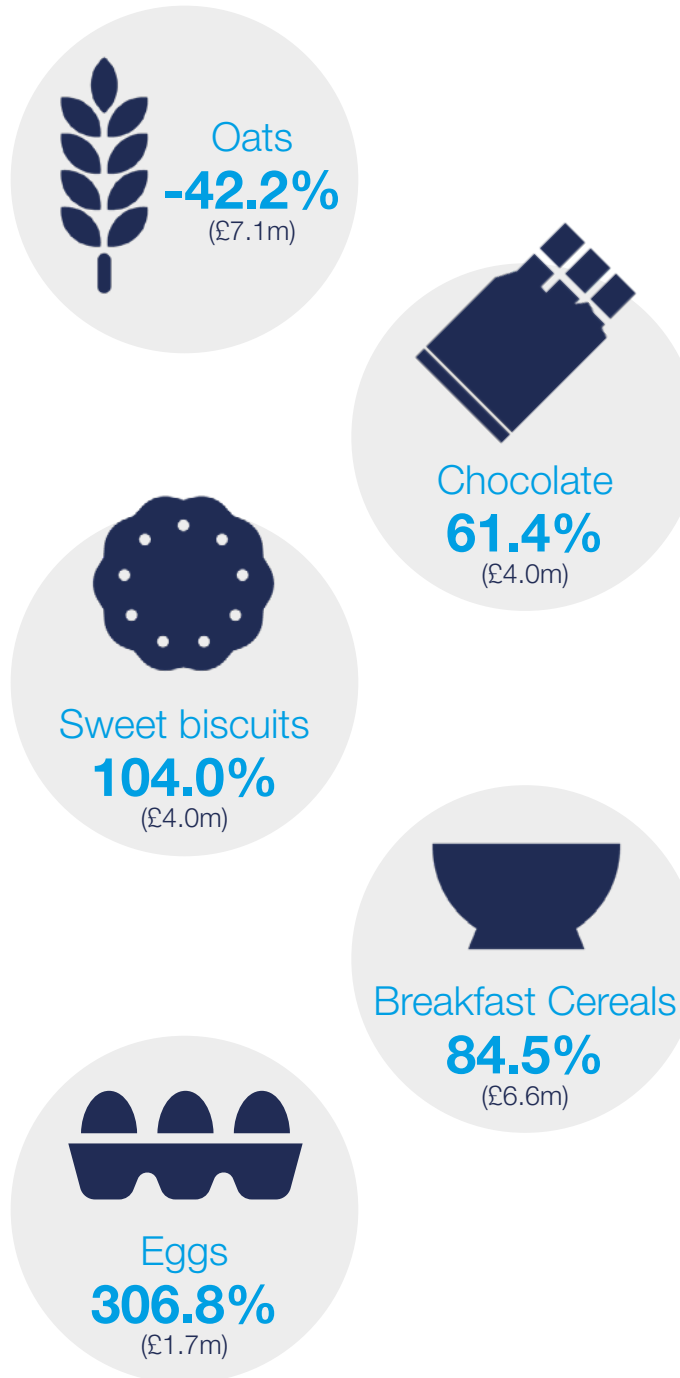 Oats
-42.2%
(£7.1m)
Chocolate
61.4%
(£4.0m)
Sweet biscuits
104.0%
(£4.0m)
Breakfast Cereals
84.5%
(£6.6m)
Eggs
306.8%
(£1.7m)